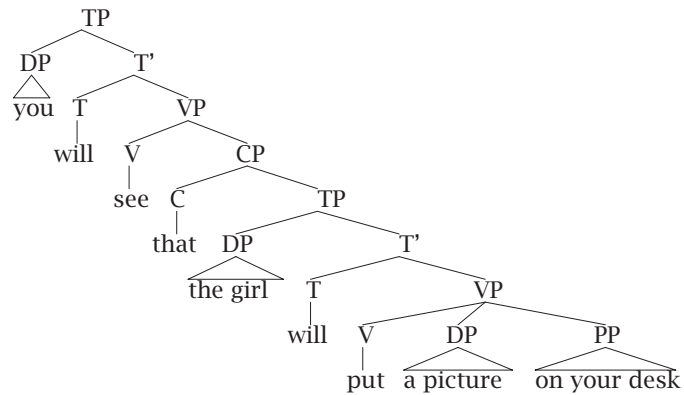 TP
DP T'
you T VP
will V CP
see C TP
that DP T'
the girl T VP
will V DP PP
put a picture on your desk